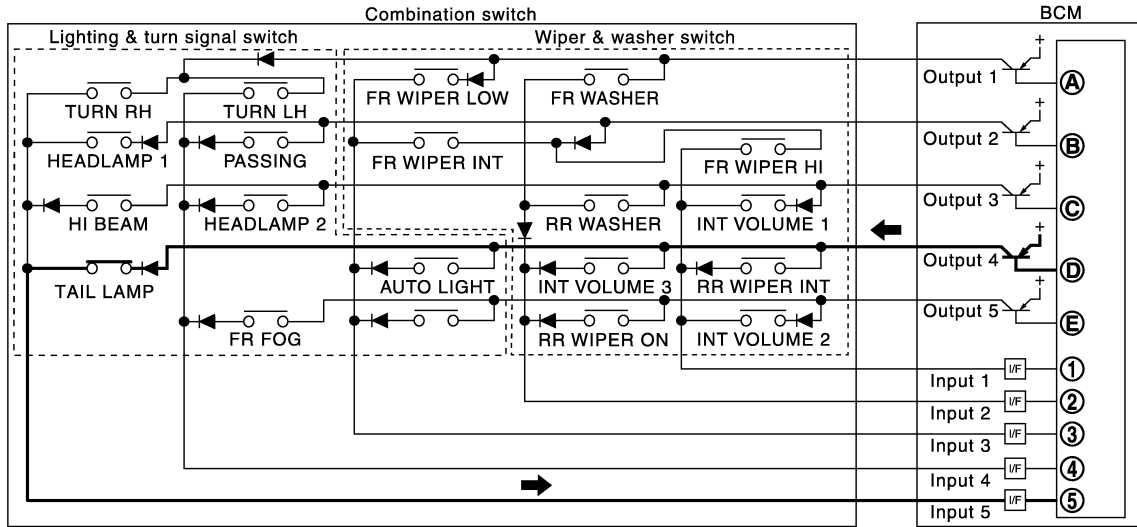 Combination switch
BCM
Lighting & turn signal switch
Wiper & washer switch
+
Output 1
A
TURN RH
TURN LH
FR WIPER LOW
FR WASHER
+
Output 2
B
HEADLAMP 1
PASSING
FR WIPER INT
FR WIPER HI
+
Output 3
C
HI BEAM
HEADLAMP 2
RR WASHER
INT VOLUME 1
+
Output 4
D
TAIL LAMP
AUTO LIGHT
INT VOLUME 3
RR WIPER INT
+
Output 5
E
FR FOG
RR WIPER ON
INT VOLUME 2
Input 1
I/F
1
Input 2
I/F
2
Input 3
I/F
3
Input 4
I/F
4
Input 5
I/F
5